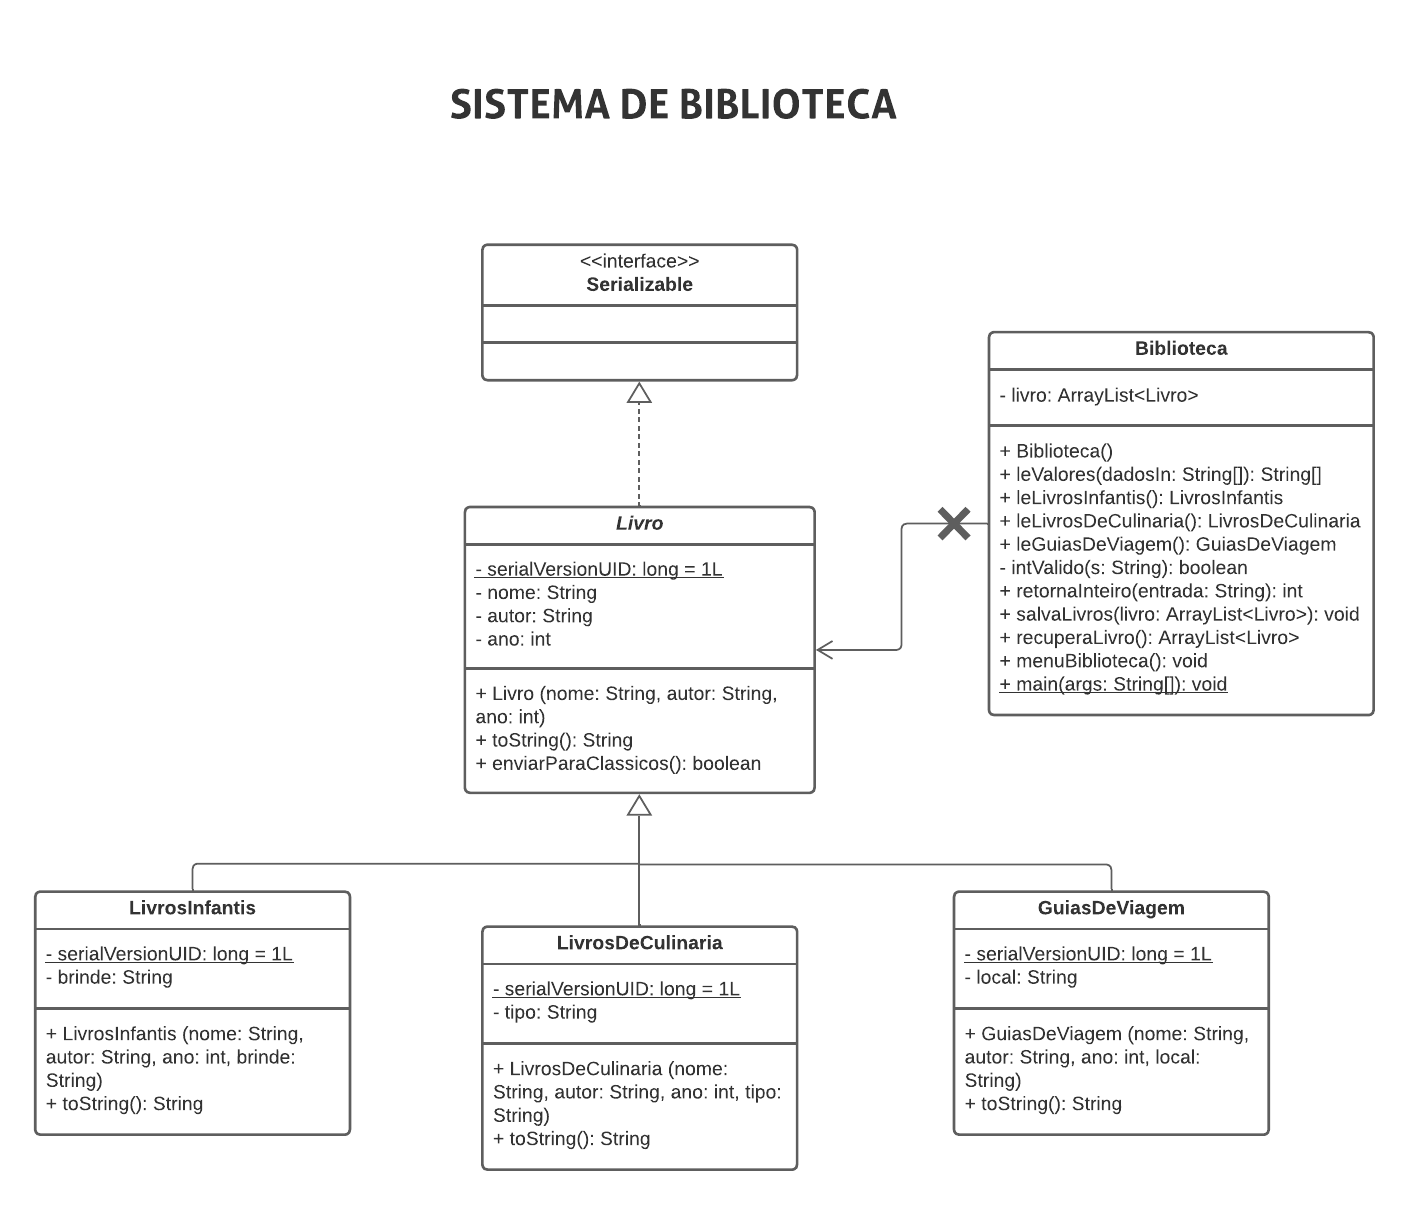 SISTEMA DE BIBLIOTECA
<<interface>>
Serializable
Biblioteca
- livro: ArrayList<Livro>
+ Biblioteca()
+ leValores(dadosIn: String[]): String[]
+ leLivrosInfantis(): LivrosInfantis
+ leLivrosDeCulinaria(): LivrosDeCulinaria
+ leGuiasDeViagem(): GuiasDeViagem
- intValido(s: String): boolean
+ retornaInteiro(entrada: String): int
+ salvaLivros(livro: ArrayList<Livro>): void
+ recuperaLivro(): ArrayList<Livro>
+ menuBiblioteca(): void
+ main(args: String[]): void
Livro
- serialVersionUID: long = 1L
- nome: String
- autor: String
- ano: int
+ Livro (nome: String, autor: String,
ano: int)
+ toString(): String
+ enviarParaClassicos(): boolean
LivrosInfantis
- serialVersionUID: long = 1L
- brinde: String
+ LivrosInfantis (nome: String,
autor: String, ano: int, brinde:
String)
+ toString(): String
LivrosDeCulinaria
- serialVersionUID: long = 1L
- tipo: String
+ LivrosDeCulinaria (nome:
String, autor: String, ano: int, tipo:
String)
+ toString(): String
GuiasDeViagem
- serialVersionUID: long = 1L
- local: String
+ GuiasDeViagem (nome: String,
autor: String, ano: int, local:
String)
+ toString(): String